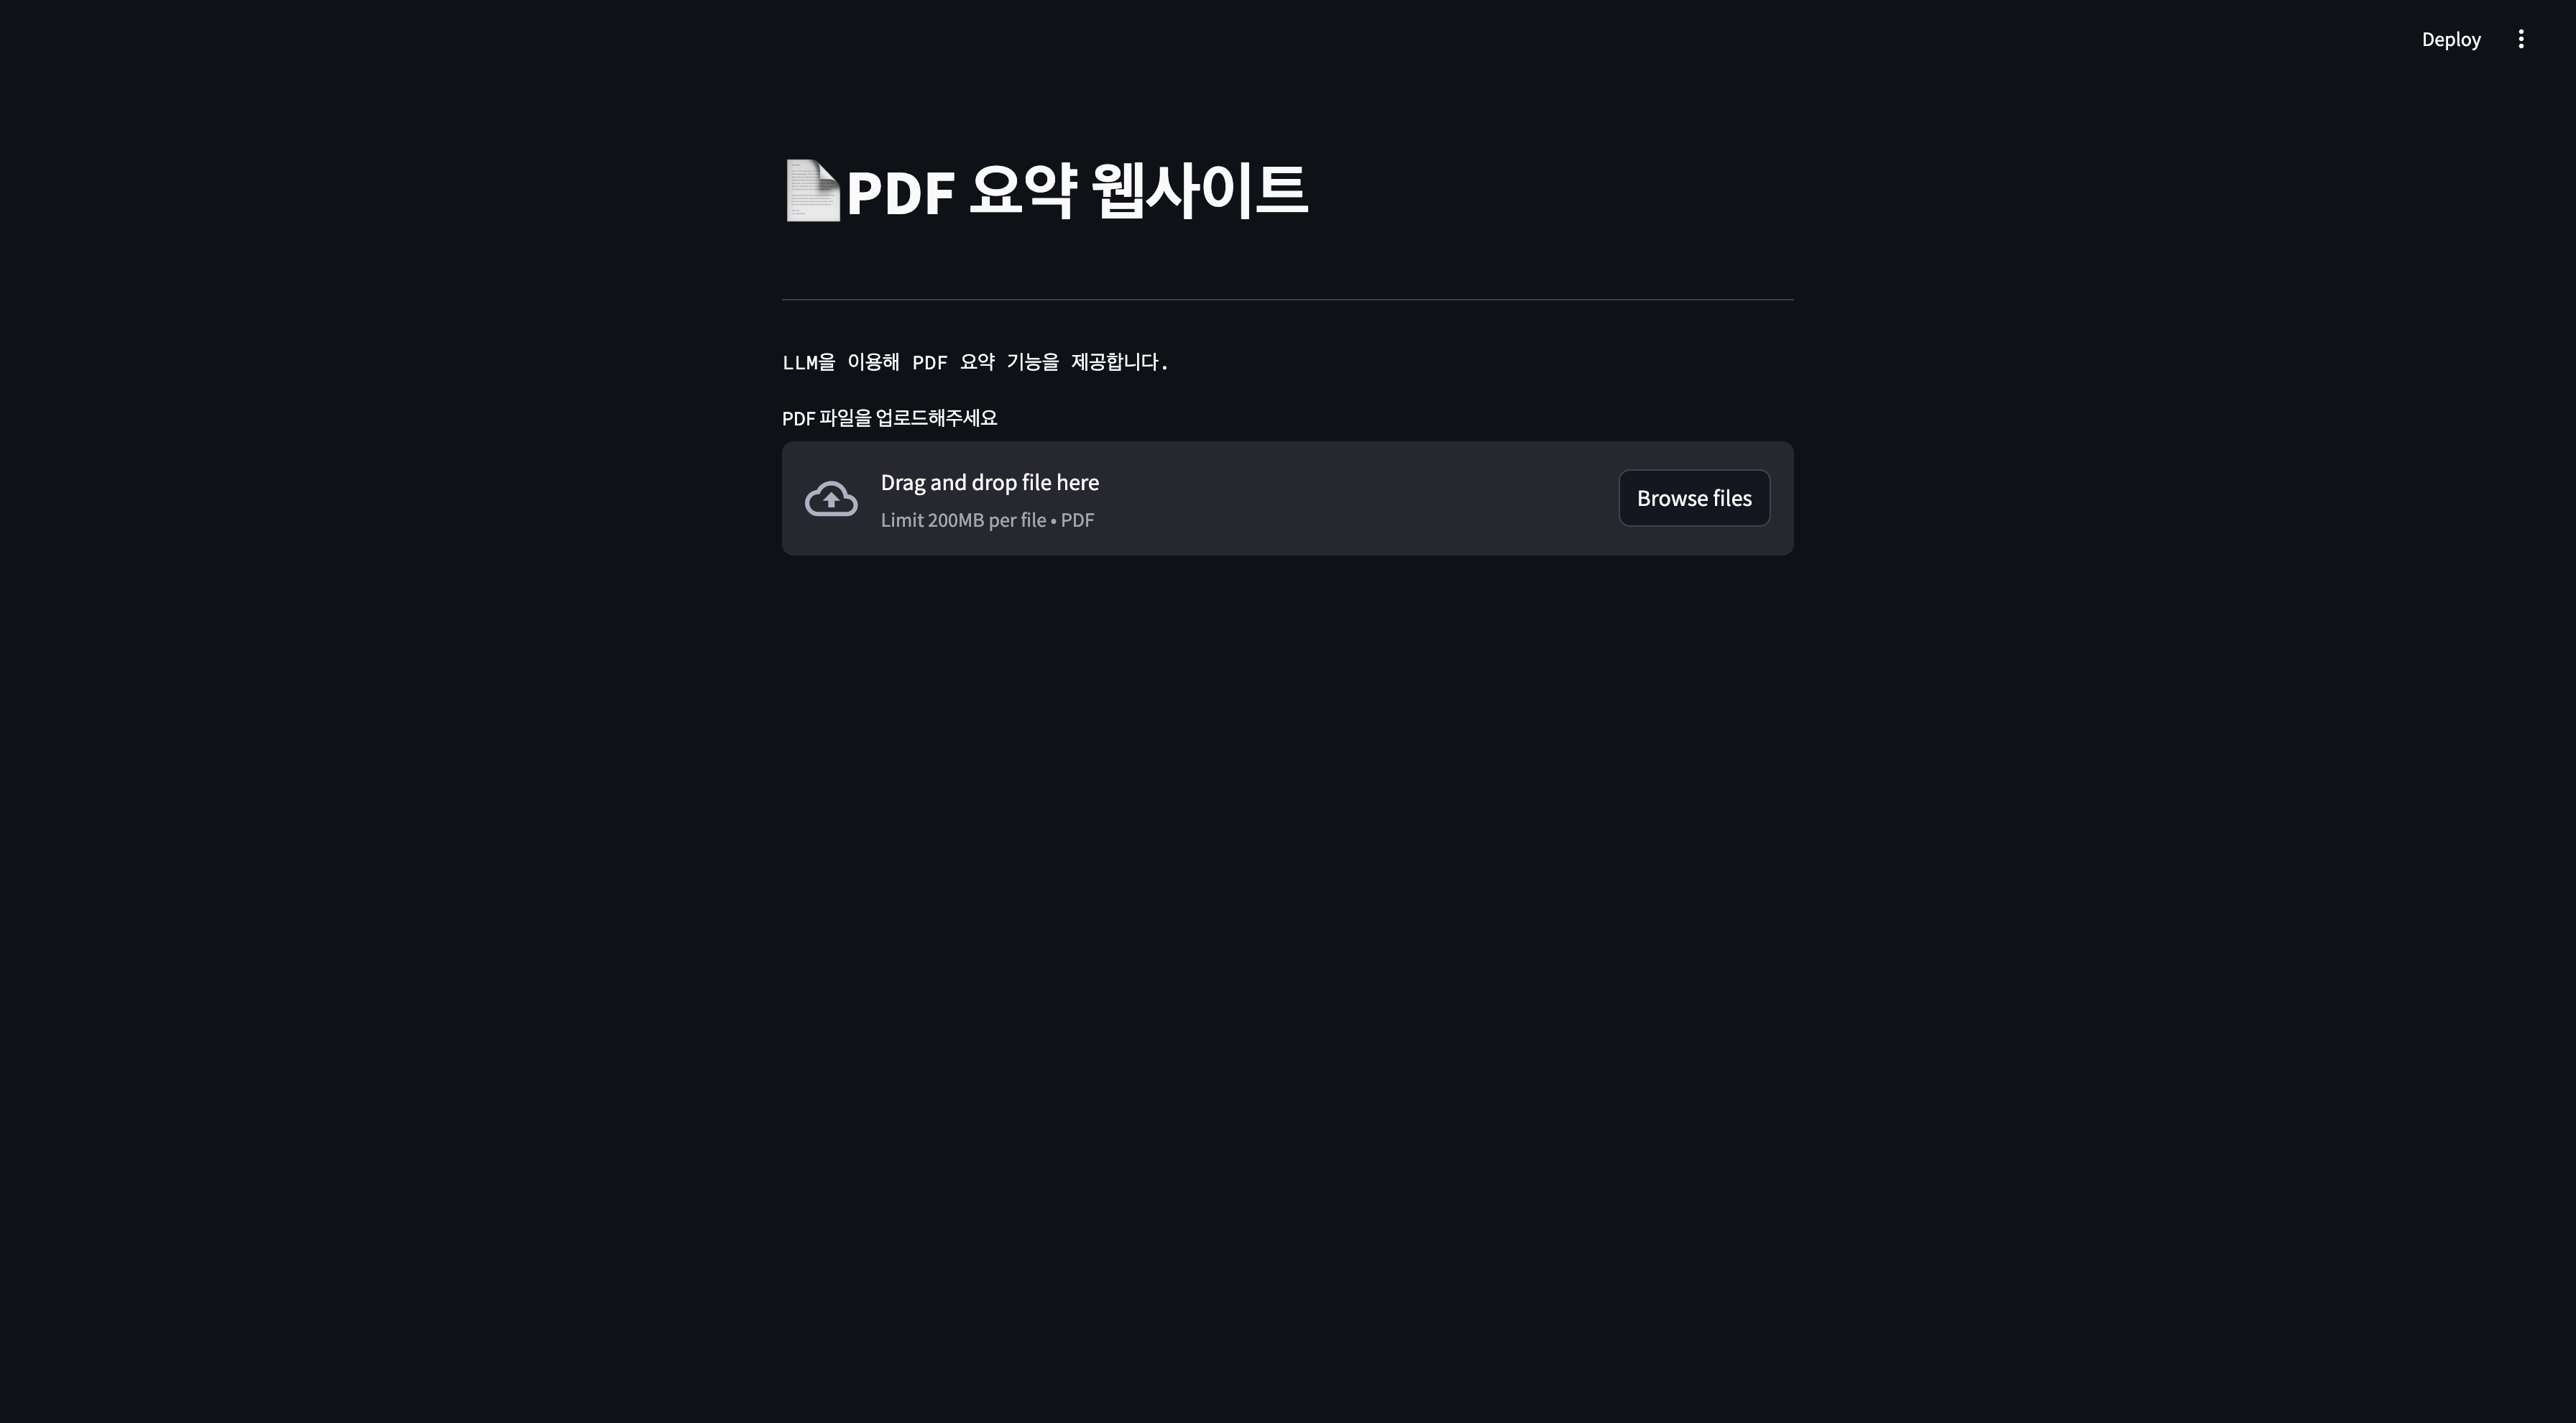 Deploy
📄PDF 요약 웹사이트
LLM을 이용해 PDF 요약 기능을 제공합니다.
PDF 파일을 업로드해주세요
Drag and drop file here
Limit 200MB per file • PDF
Browse files